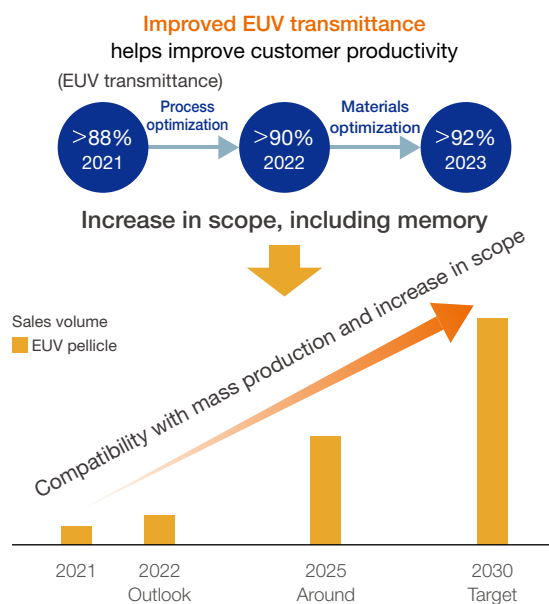 Improved EUV transmittance
helps improve customer productivity
(EUV transmittance)
>88%
2021
Process
optimization
>90%
2022
Materials
optimization
>92%
2023
Increase in scope, including memory
Compatibility with mass production and increase in scope
Sales volume
EUV pellicle
2021
2022
Outlook
2025
Around
2030
Target